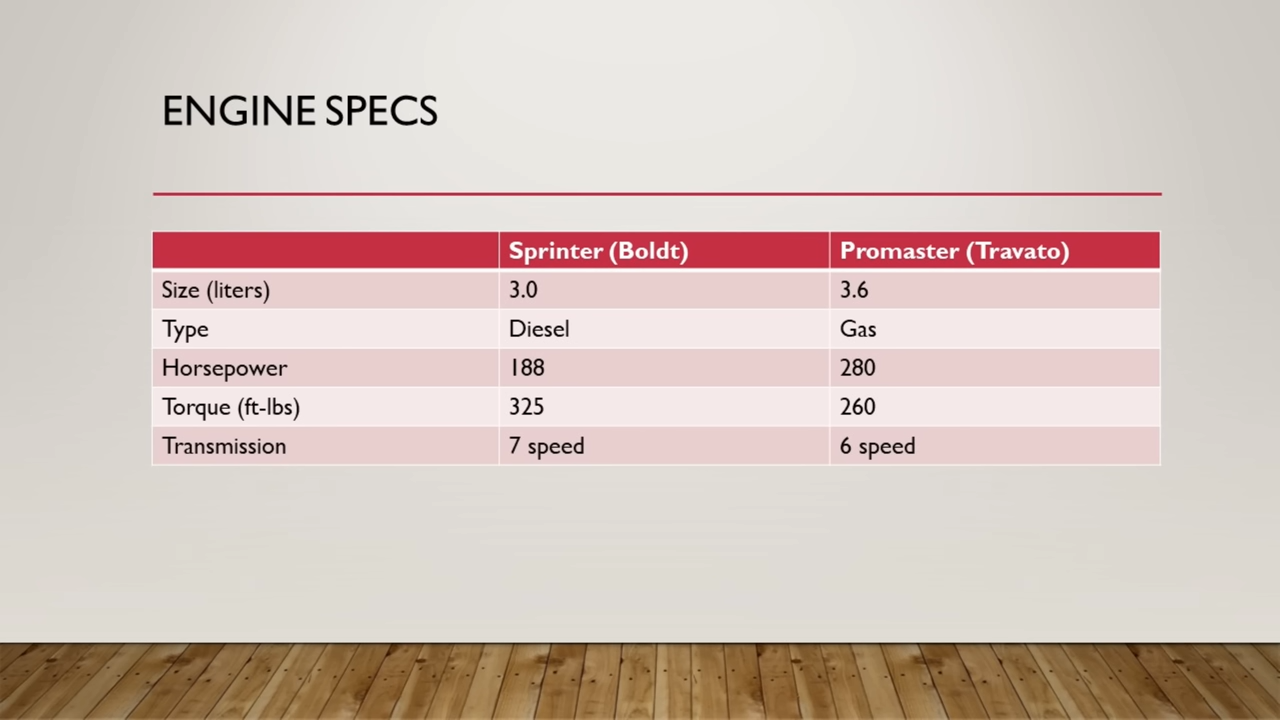 ENGINE SPECS
Sprinter (Boldt) Promaster (Travato)
Size (liters) 3.0 3.6
Type Diesel Gas
Horsepower 188 280
Torque (ft-lbs) 325 260
Transmission 7 speed 6 speed